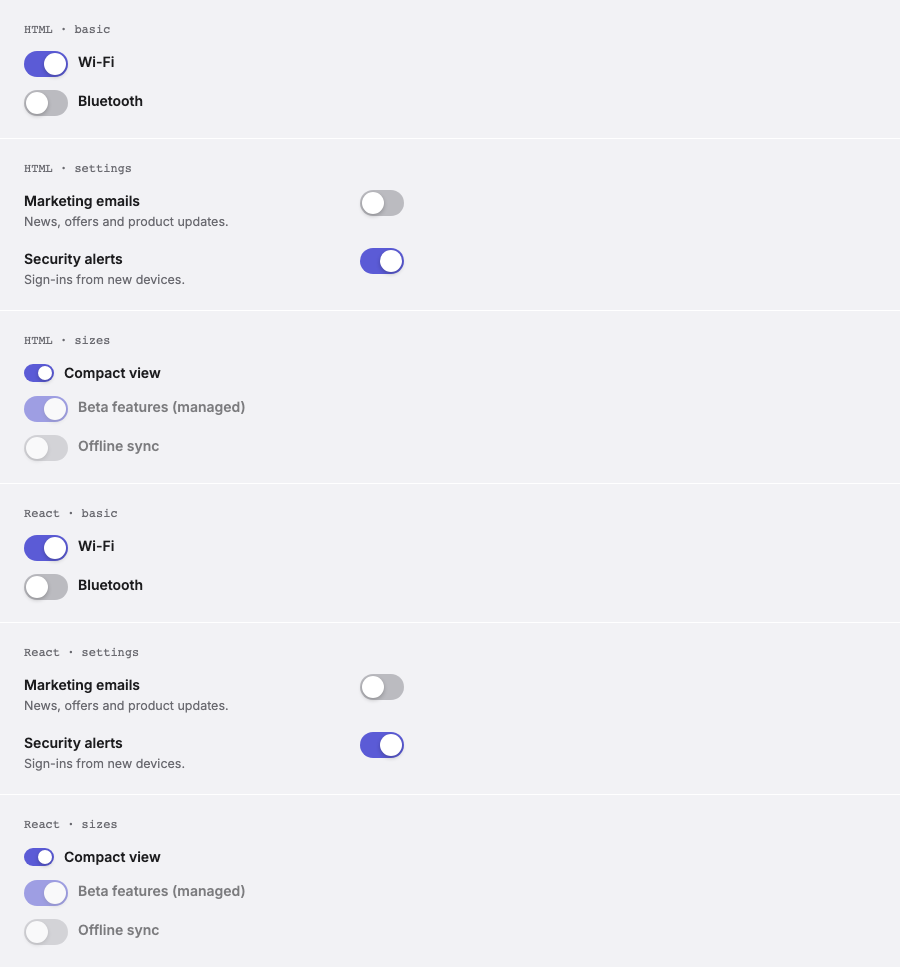 HTML · basic
Wi-Fi
Bluetooth
HTML · settings
Marketing emails
News, offers and product updates.
Security alerts
Sign-ins from new devices.
HTML · sizes
Compact view
Beta features (managed)
Offline sync
React · basic
Wi-Fi
Bluetooth
React · settings
Marketing emails
News, offers and product updates.
Security alerts
Sign-ins from new devices.
React · sizes
Compact view
Beta features (managed)
Offline sync